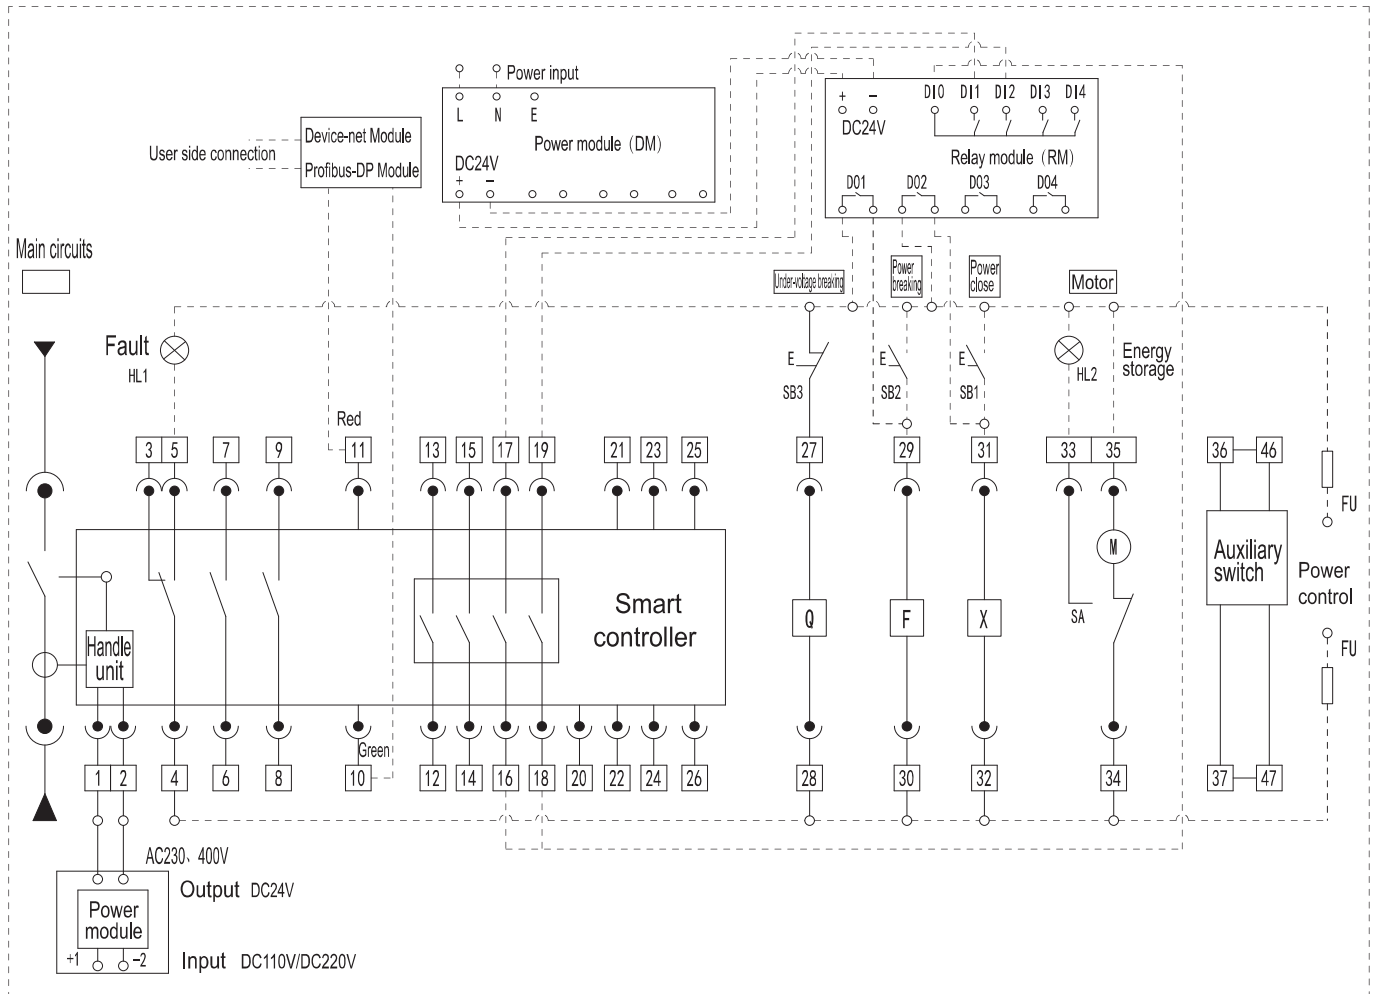 Power input
L N E
Power module (DM)
DC24V
+ −
+ −
DC24V
DI0 DI1 DI2 DI3 DI4
Relay module (RM)
D01 D02 D03 D04
Device-net Module
Profibus-DP Module
User side connection
Main circuits
Under-voltage breaking
Power
breaking
Power
close
Motor
Fault
HL1
E
SB3
E
SB2
E
SB1
HL2
Energy
storage
Red
3 5 7 9 11 13 15 17 19 21 23 25 27 29 31 33 35 36 46
FU
M
Auxiliary
switch
Power
control
Smart
controller
Q F X
SA
Handle
unit
FU
Green
1 2 4 6 8 10 12 14 16 18 20 22 24 26 28 30 32 34 37 47
AC230、400V
Output DC24V
Power
module
+1 −2
Input DC110V/DC220V